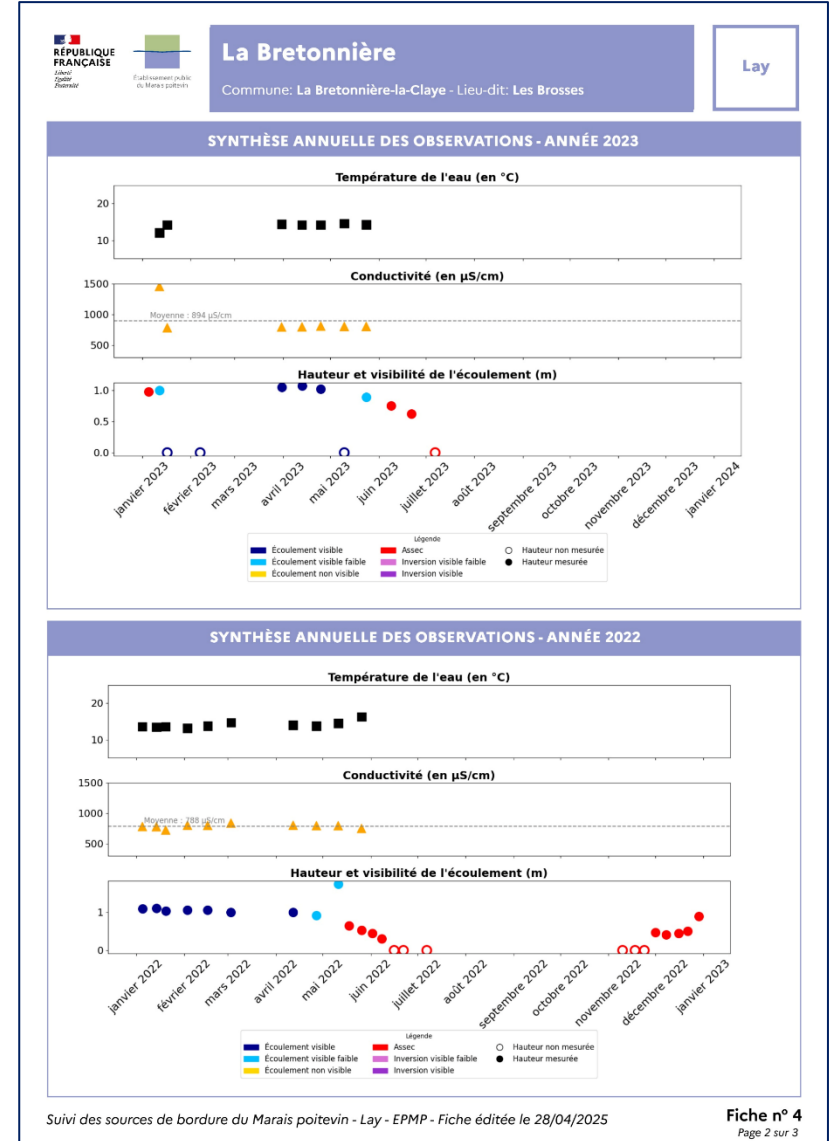 RÉPUBLIQUE
FRANÇAISE
Liberté
Égalité
Fraternité
Établissement public
du Marais poitevin
La Bretonnière
Commune: La Bretonnière-la-Claye - Lieu-dit: Les Brosses
Lay
SYNTHÈSE ANNUELLE DES OBSERVATIONS - ANNÉE 2023
Température de l'eau (en °C)
20
10
Conductivité (en µS/cm)
1500
1000
500
Moyenne : 894 µS/cm
Hauteur et visibilité de l'écoulement (m)
1.0
0.5
0.0
janvier 2023
février 2023
mars 2023
avril 2023
mai 2023
juin 2023
juillet 2023
août 2023
septembre 2023
octobre 2023
novembre 2023
décembre 2023
janvier 2024
Légende
Écoulement visible
Écoulement visible faible
Écoulement non visible
Assec
Inversion visible faible
Inversion visible
Hauteur non mesurée
Hauteur mesurée
SYNTHÈSE ANNUELLE DES OBSERVATIONS - ANNÉE 2022
Température de l'eau (en °C)
20
10
Conductivité (en µS/cm)
1500
1000
500
Moyenne : 788 µS/cm
Hauteur et visibilité de l'écoulement (m)
1
0
janvier 2022
février 2022
mars 2022
avril 2022
mai 2022
juin 2022
juillet 2022
août 2022
septembre 2022
octobre 2022
novembre 2022
décembre 2022
janvier 2023
Légende
Écoulement visible
Écoulement visible faible
Écoulement non visible
Assec
Inversion visible faible
Inversion visible
Hauteur non mesurée
Hauteur mesurée
Suivi des sources de bordure du Marais poitevin - Lay - EPMP - Fiche éditée le 28/04/2025
Fiche n° 4
Page 2 sur 3